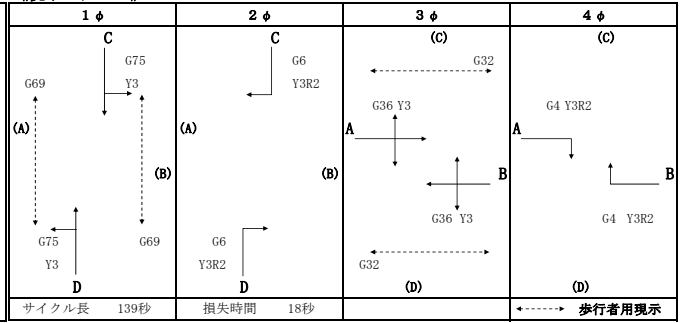 1φ
C
G75
Y3
G69
(A)
(B)
G75
G69
Y3
D
2φ
C
G6
Y3R2
(A)
(B)
G6
Y3R2
D
3φ
(C)
G32
G36 Y3
A
B
G36 Y3
G32
(D)
4φ
(C)
G4 Y3R2
A
B
G4 Y3R2
(D)
サイクル長 139秒
損失時間 18秒
歩行者用現示